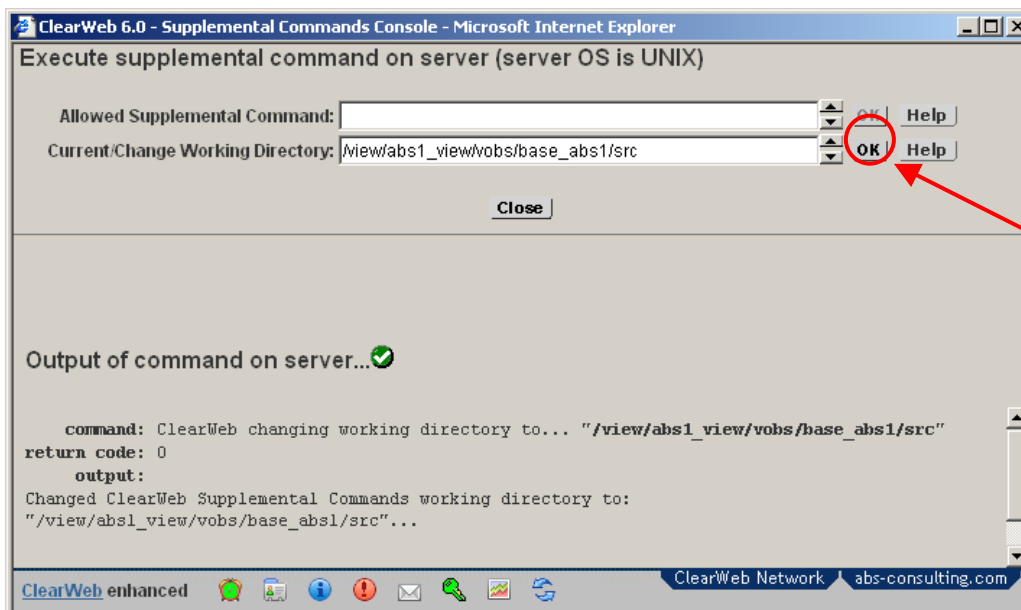 ClearWeb 6.0 - Supplemental Commands Console - Microsoft Internet Explorer
Execute supplemental command on server (server OS is UNIX)
Allowed Supplemental Command: OK Help
Current/Change Working Directory: /view/abs1_view/vobs/base_abs1/src OK Help
Close
Output of command on server...
command: ClearWeb changing working directory to... "/view/abs1_view/vobs/base_abs1/src"
return code: 0
output:
Changed ClearWeb Supplemental Commands working directory to:
"/view/abs1_view/vobs/base_abs1/src"...
ClearWeb enhanced ClearWeb Network abs-consulting.com